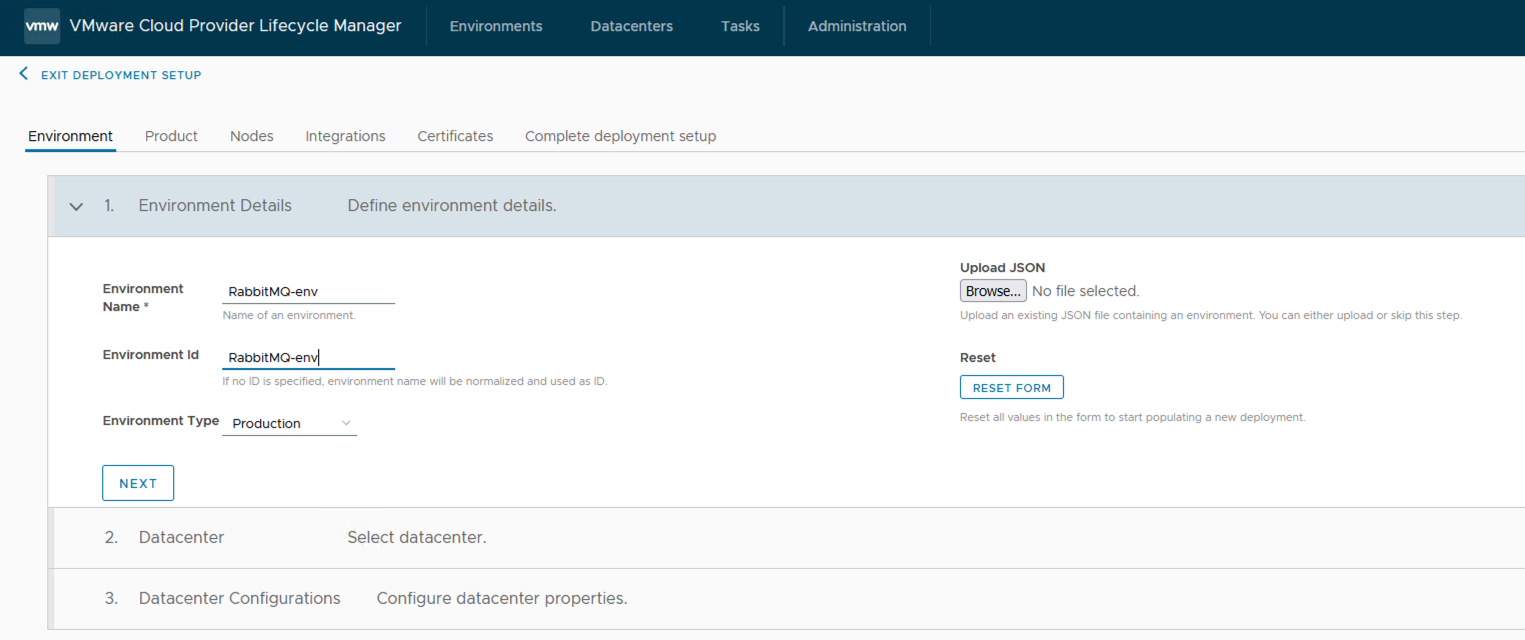 vmw VMware Cloud Provider Lifecycle Manager Environments Datacenters Tasks Administration
EXIT DEPLOYMENT SETUP
Environment Product Nodes Integrations Certificates Complete deployment setup
1. Environment Details Define environment details.
Environment Name * RabbitMQ-env
Name of an environment.
Environment Id RabbitMQ-env
If no ID is specified, environment name will be normalized and used as ID.
Environment Type Production
NEXT
Upload JSON
Browse... No file selected.
Upload an existing JSON file containing an environment. You can either upload or skip this step.
Reset
RESET FORM
Reset all values in the form to start populating a new deployment.
2. Datacenter Select datacenter.
3. Datacenter Configurations Configure datacenter properties.